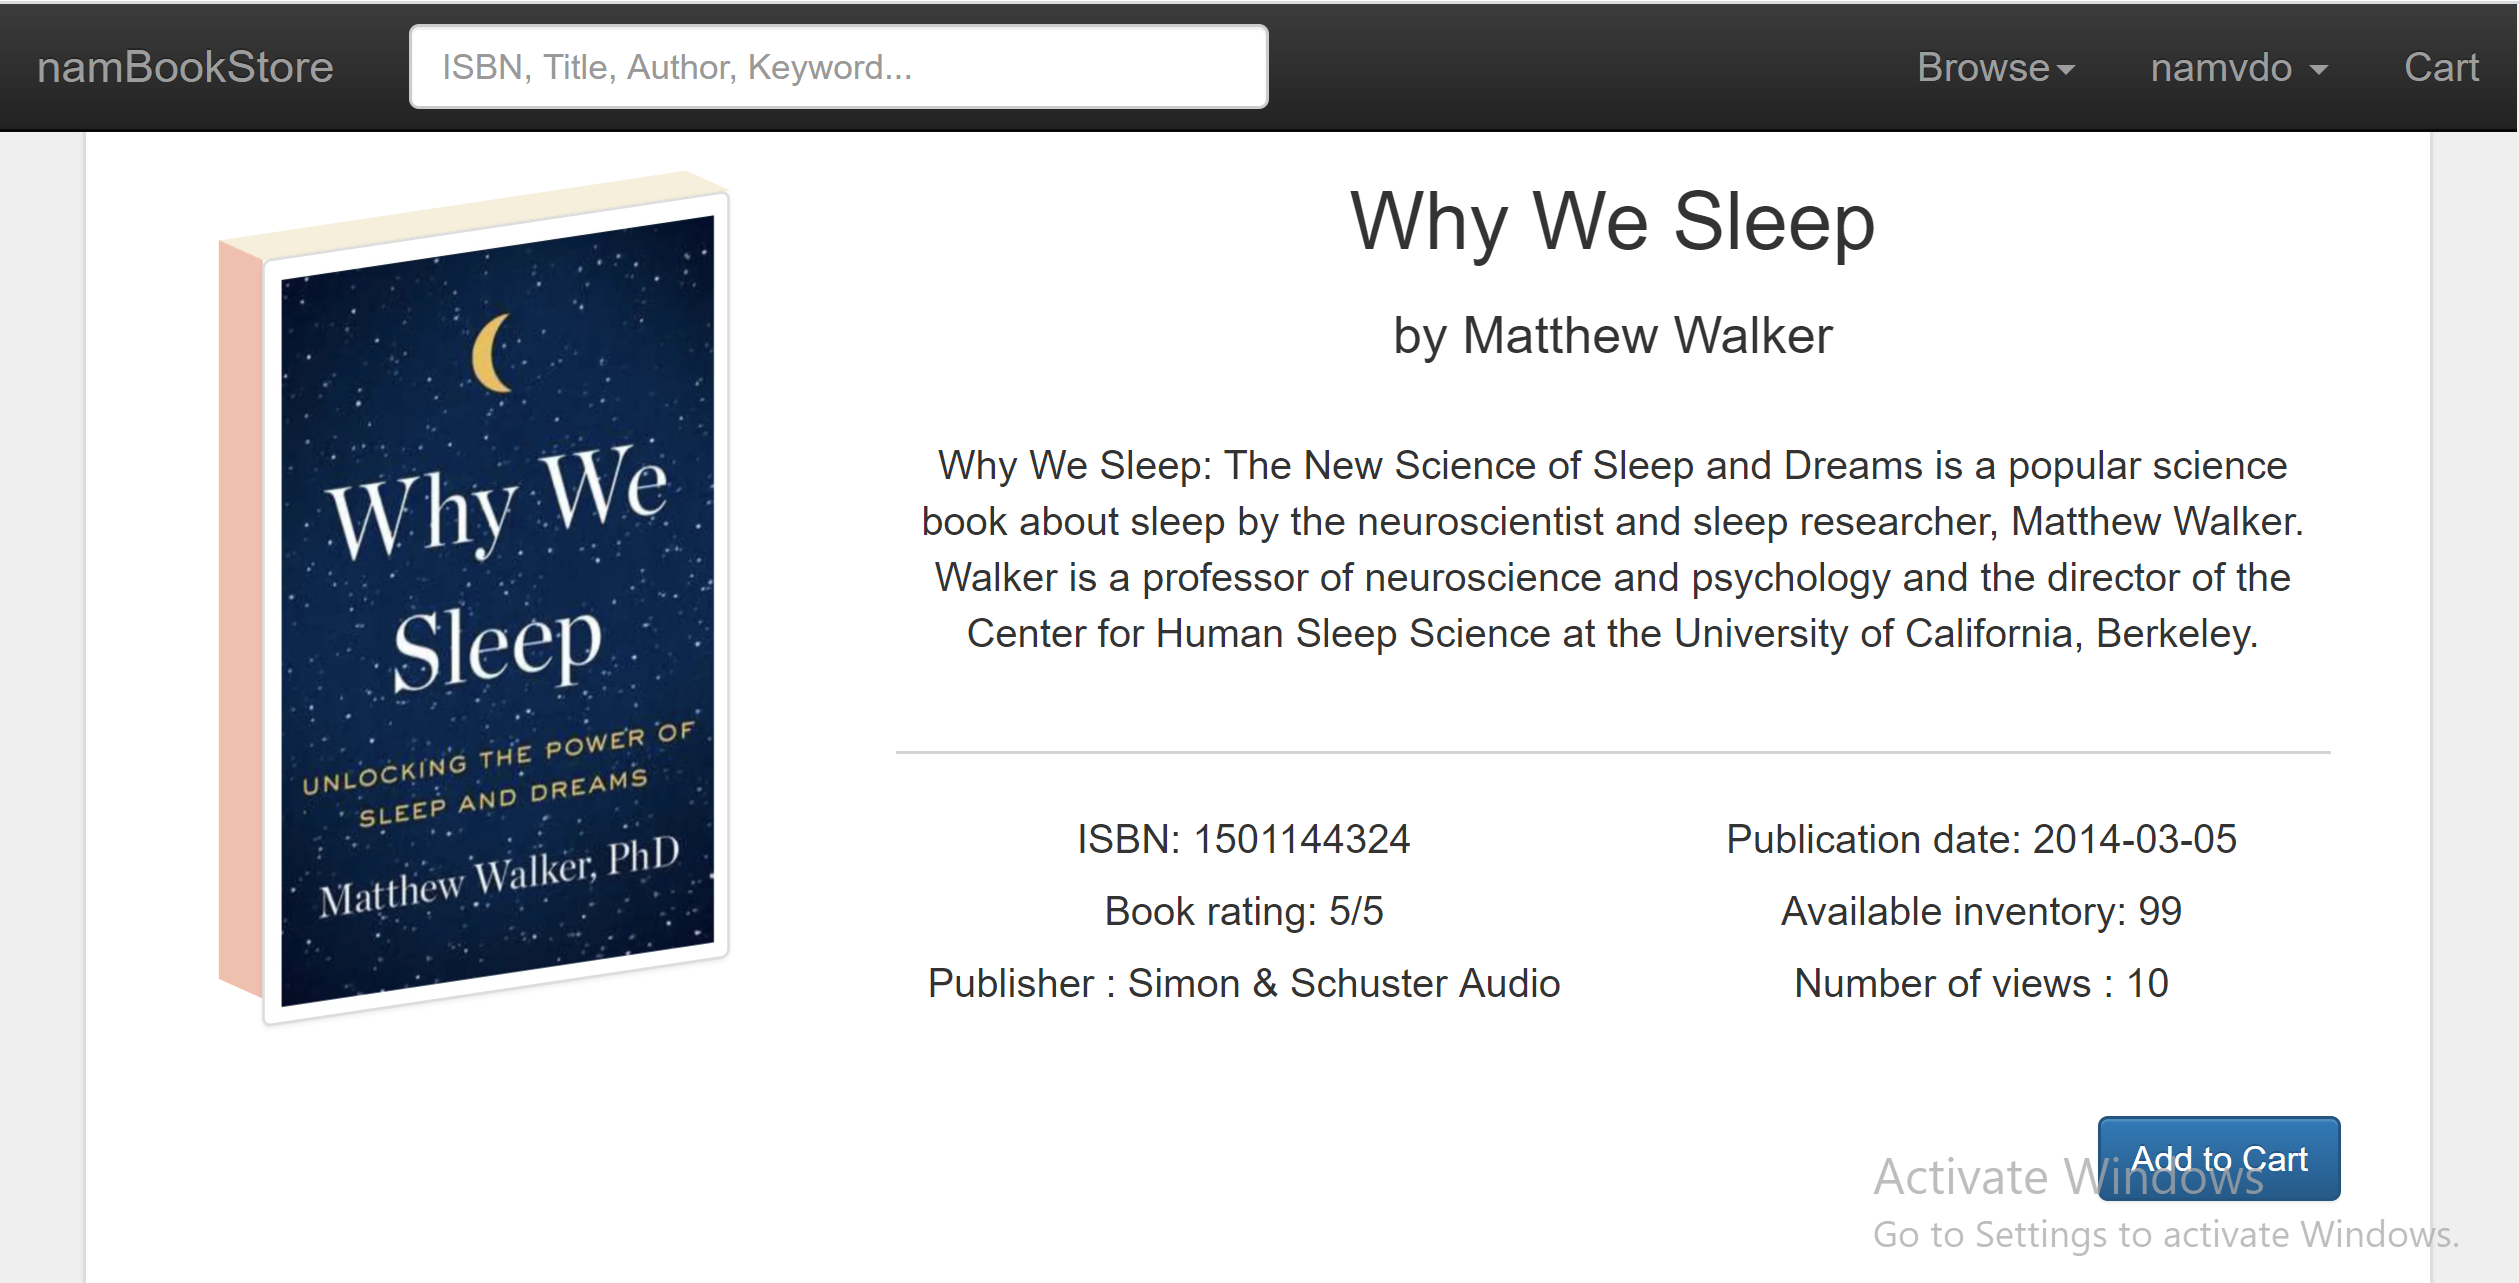 namBookStore
ISBN, Title, Author, Keyword...
Browse
namvdo
Cart
Why We
Sleep
UNLOCKING THE POWER OF
SLEEP AND DREAMS
Matthew Walker, PhD
Why We Sleep
by Matthew Walker
Why We Sleep: The New Science of Sleep and Dreams is a popular science
book about sleep by the neuroscientist and sleep researcher, Matthew Walker.
Walker is a professor of neuroscience and psychology and the director of the
Center for Human Sleep Science at the University of California, Berkeley.
ISBN: 1501144324
Publication date: 2014-03-05
Book rating: 5/5
Available inventory: 99
Publisher : Simon & Schuster Audio
Number of views : 10
Add to Cart
Activate Windows
Go to Settings to activate Windows.